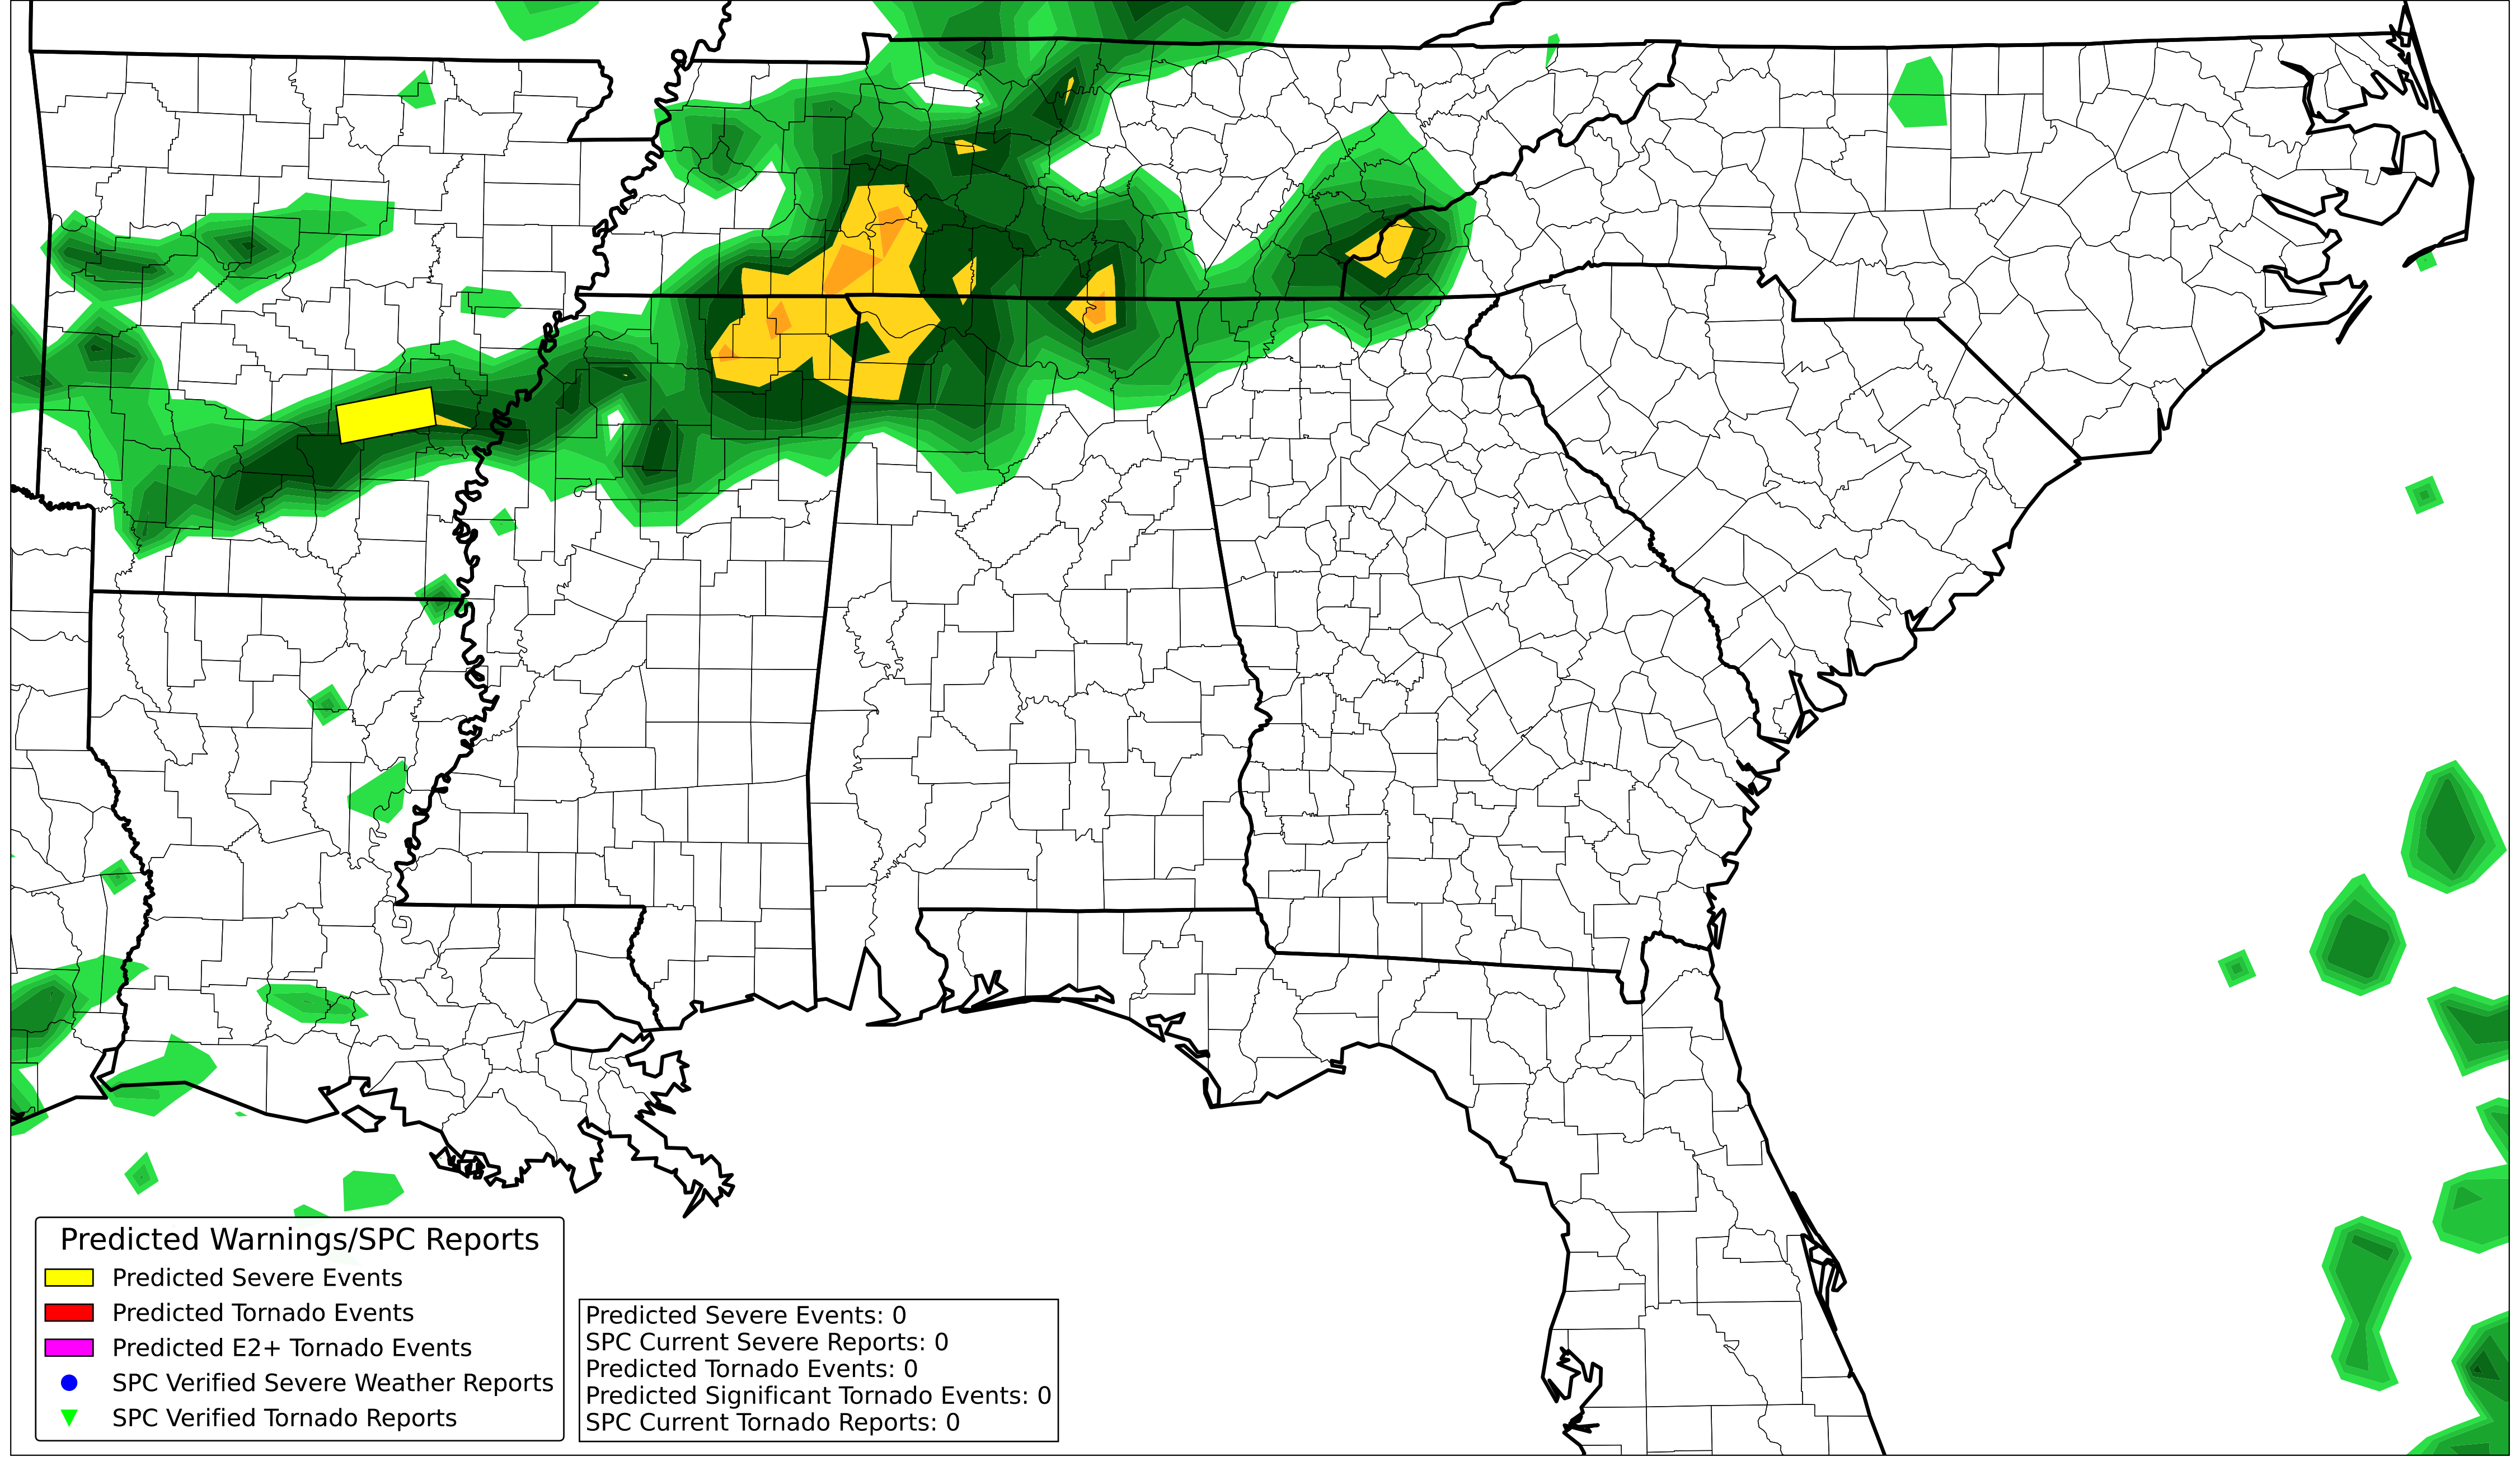 Predicted Warnings/SPC Reports
Predicted Severe Events
Predicted Tornado Events
Predicted E2+ Tornado Events
SPC Verified Severe Weather Reports
SPC Verified Tornado Reports
Predicted Severe Events: 0
SPC Current Severe Reports: 0
Predicted Tornado Events: 0
Predicted Significant Tornado Events: 0
SPC Current Tornado Reports: 0